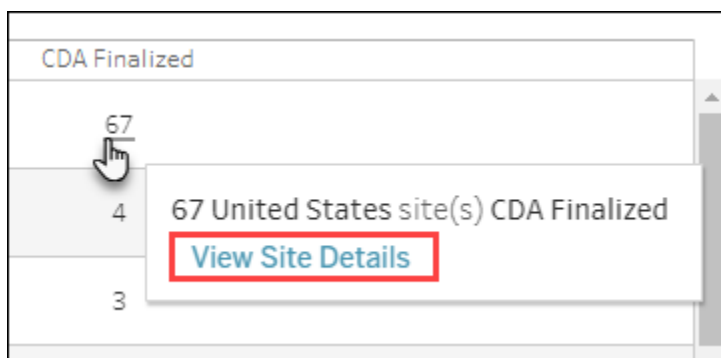 CDA Finalized
67
67 United States site(s) CDA Finalized
4
View Site Details
3